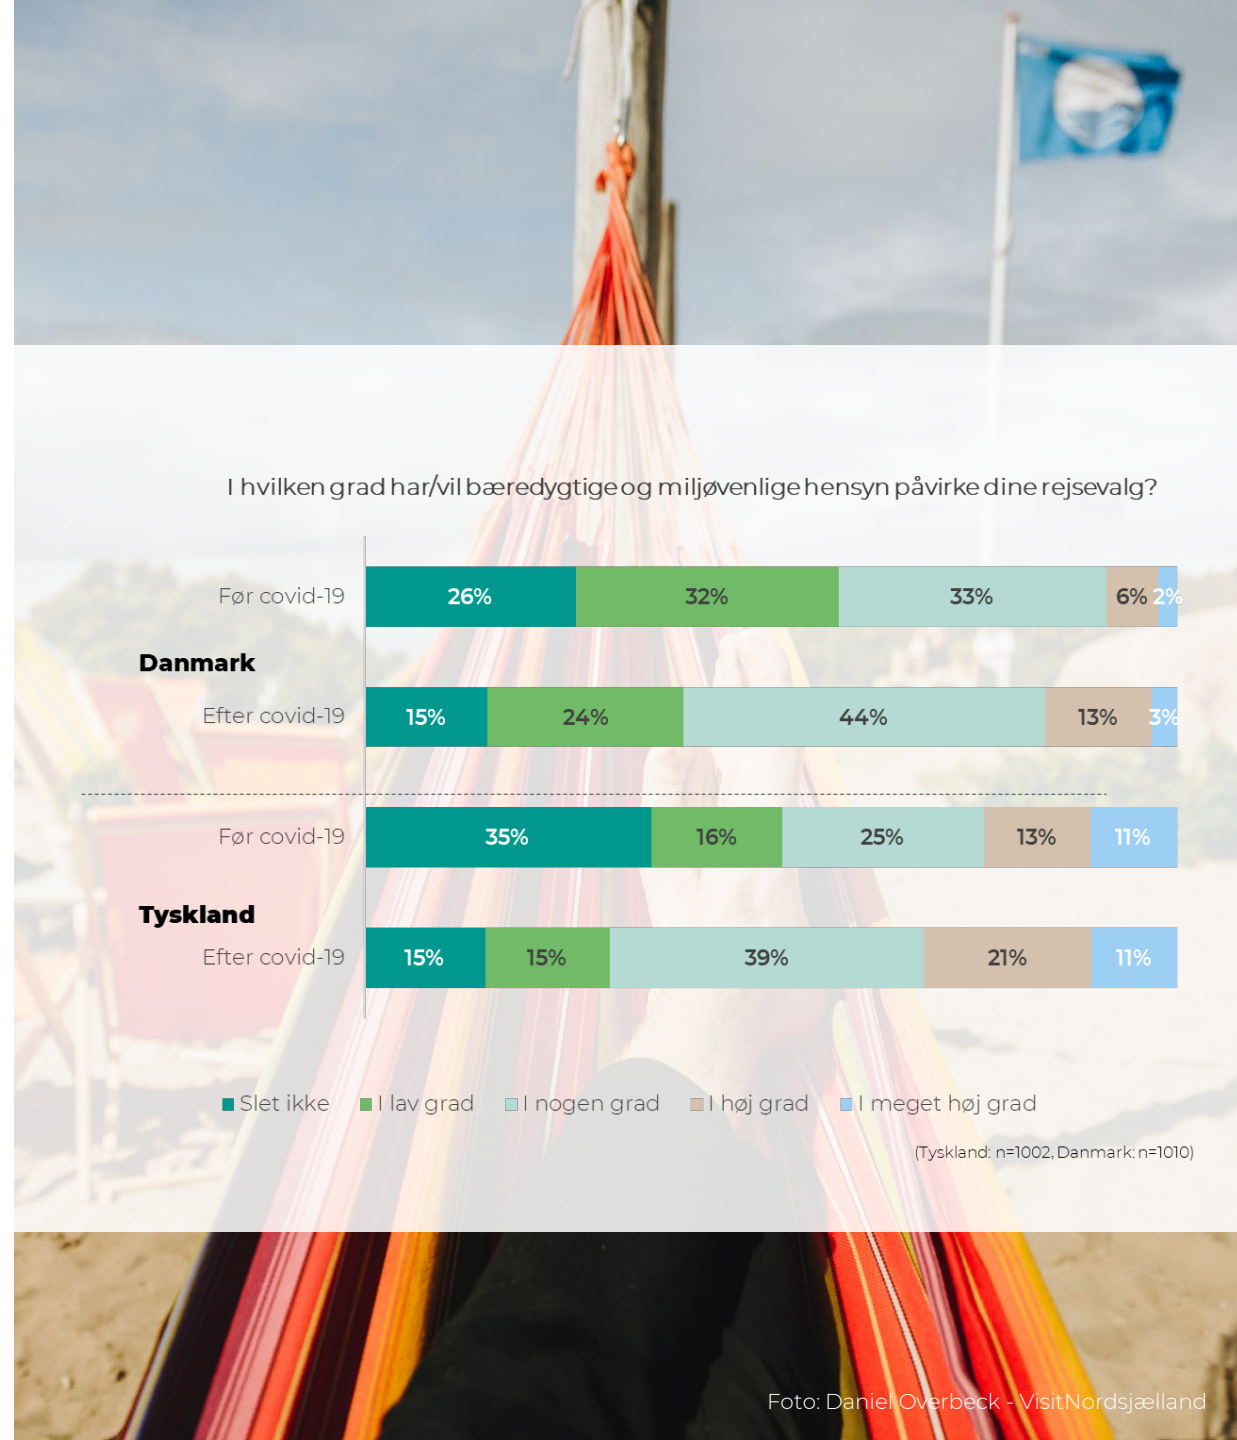 I hvilken grad har/vil bæredygtige og miljøvenlige hensyn påvirke dine rejsevalg?
Før covid-19 26% 32% 33% 6% 2%
Danmark
Efter covid-19 15% 24% 44% 13% 3%
Før covid-19 35% 16% 25% 13% 11%
Tyskland
Efter covid-19 15% 15% 39% 21% 11%
Slet ikke I lav grad I nogen grad I høj grad I meget høj grad
(Tyskland: n=1002, Danmark: n=1010)
Foto: Daniel Overbeck - VisitNordsjælland